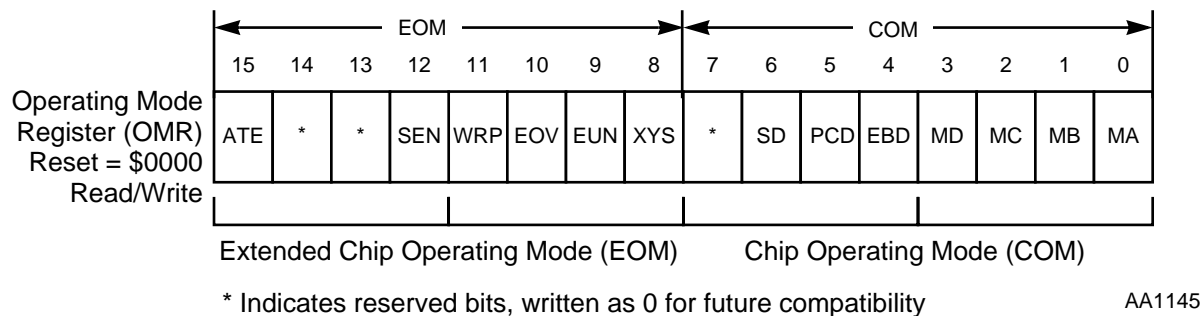 EOM COM
15 14 13 12 11 10 9 8 7 6 5 4 3 2 1 0
Operating Mode
Register (OMR)
Reset = $0000
Read/Write
ATE * * SEN WRP EOV EUN XYS * SD PCD EBD MD MC MB MA
Extended Chip Operating Mode (EOM) Chip Operating Mode (COM)
* Indicates reserved bits, written as 0 for future compatibility
AA1145